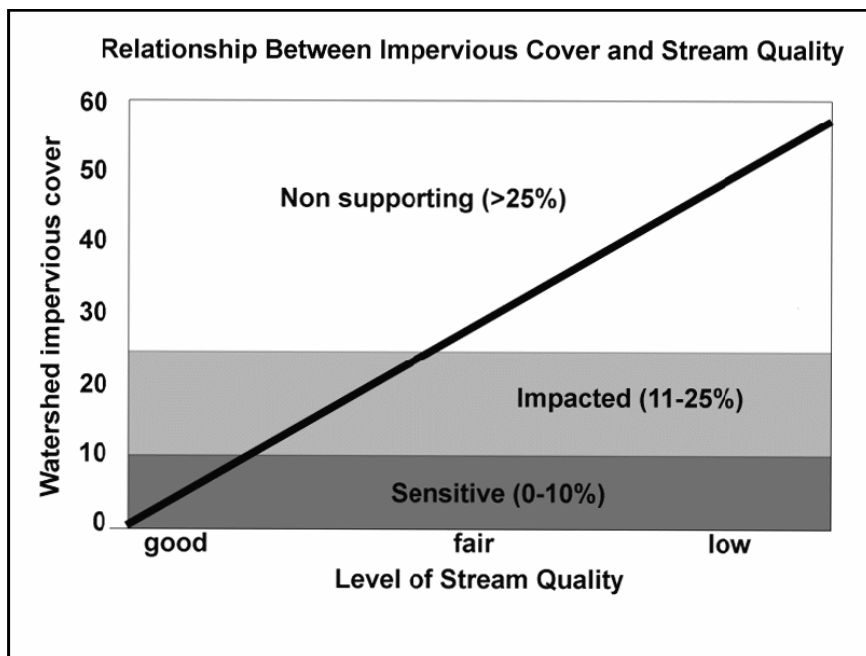 Relationship Between Impervious Cover and Stream Quality
Watershed impervious cover
60
50
40
30
20
10
0
Non supporting (>25%)
Impacted (11-25%)
Sensitive (0-10%)
good fair low
Level of Stream Quality